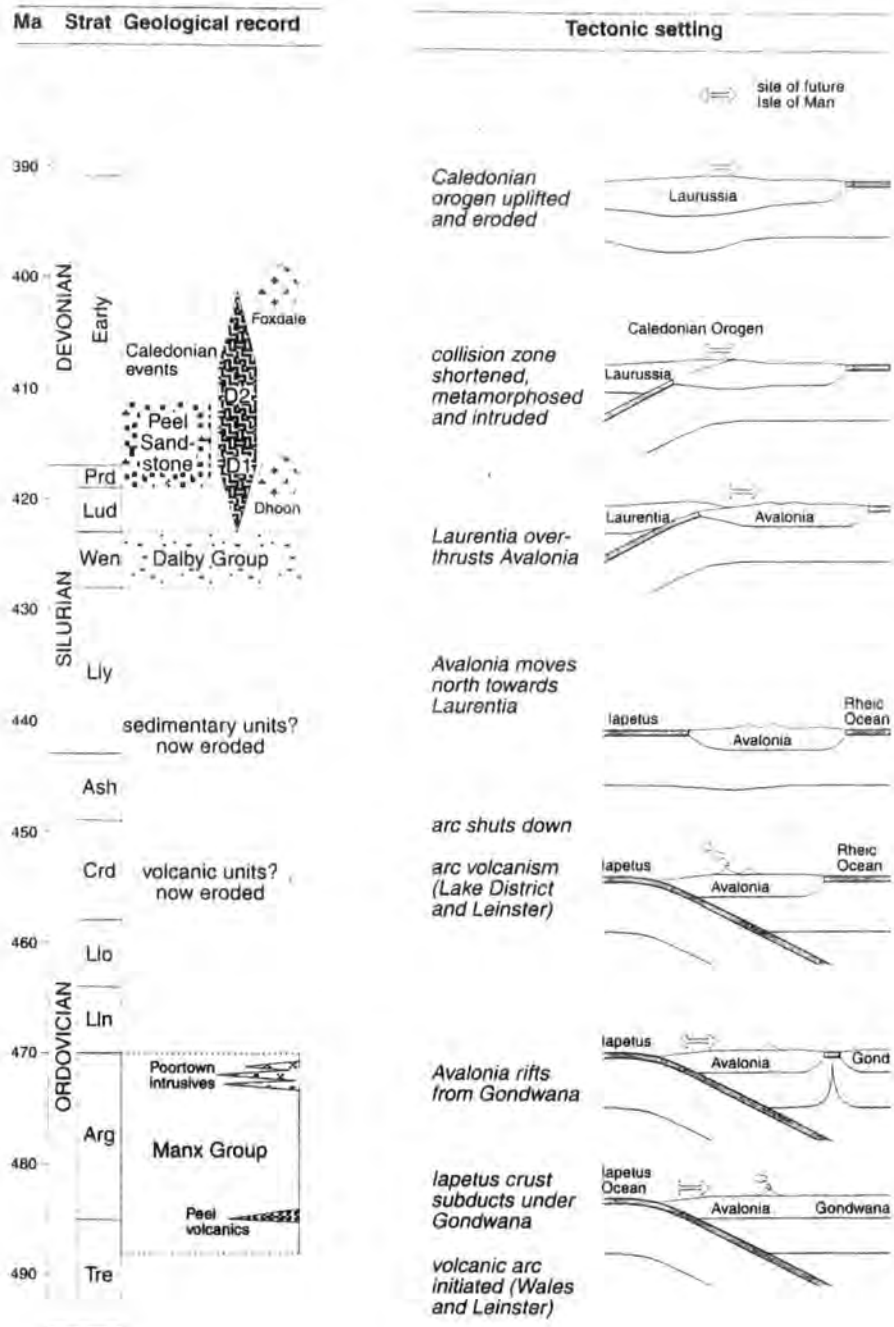 Ma Strat Geological record
Tectonic setting
site of future
Isle of Man
390
400
410
420
430
440
450
460
470
480
490
DEVONIAN
SILURIAN
ORDOVICIAN
Early
Prd
Lud
Wen
Lly
Ash
Crd
Llo
Lln
Arg
Tre
Foxdale
Caledonian
events
D2
Peel
Sand-
stone
D1
Dhoon
Dalby Group
sedimentary units?
now eroded
volcanic units?
now eroded
Poortown
intrusives
Manx Group
Peel
volcanics
Caledonian
orogen uplifted
and eroded
Laurussia
collision zone
shortened,
metamorphosed
and intruded
Caledonian Orogen
Laurussia
Laurentia over-
thrusts Avalonia
Laurentia
Avalonia
Avalonia moves
north towards
Laurentia
Iapetus
Avalonia
Rheic
Ocean
arc shuts down
arc volcanism
(Lake District
and Leinster)
Iapetus
Avalonia
Rheic
Ocean
Avalonia rifts
from Gondwana
Iapetus
Avalonia
Gond
Iapetus crust
subducts under
Gondwana
Iapetus
Ocean
Avalonia
Gondwana
volcanic arc
initiated (Wales
and Leinster)